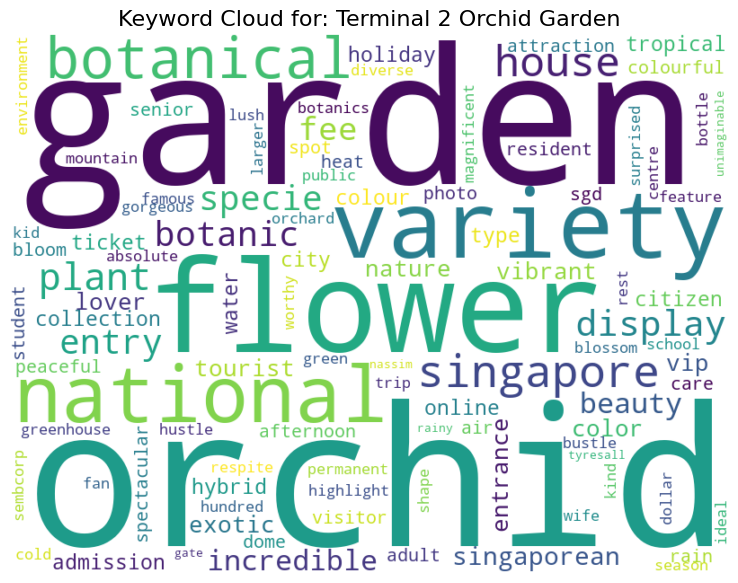 Keyword Cloud for: Terminal 2 Orchid Garden
botanical
holiday
attraction
tropical
house
colourful
diverse
environment
garden
senior
lush
botanics
fee
spot
larger
magnificent
surprised
bottle
unimaginable
mountain
heat
resident
centre
public
famous
gorgeous
specie
colour
photo
sgd
feature
orchard
variety
kid
bloom
ticket
botanic
type
absolute
city
nature
vibrant
plant
flower
lover
water
worthy
rest
citizen
student
collection
display
entry
blossom
school
peaceful
tourist
green
nassim
singapore
vip
national
trip
care
online
beauty
greenhouse
hustle
afternoon
rainy
air
entrance
color
orchid
bustle
sembcorp
spectacular
respite
permanent
tyresall
fan
hybrid
highlight
shape
kind
dollar
ideal
hundred
exotic
visitor
wife
dome
cold
admission
gate
incredible
adult
singaporean
rain
season